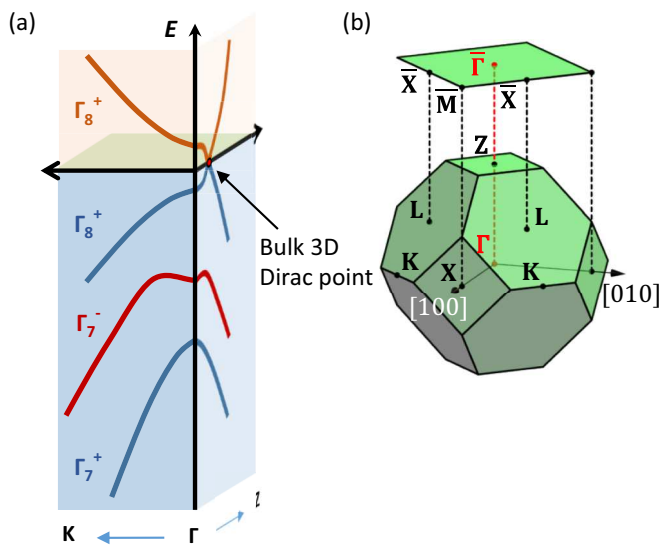 (a)
E
Γ8+
Γ8+
Bulk 3D
Dirac point
Γ7-
Γ7+
K
Γ
(b)
X̅
Γ̅
M̅
X̅
Z
L
L
Γ
K
X
K
[100]
[010]